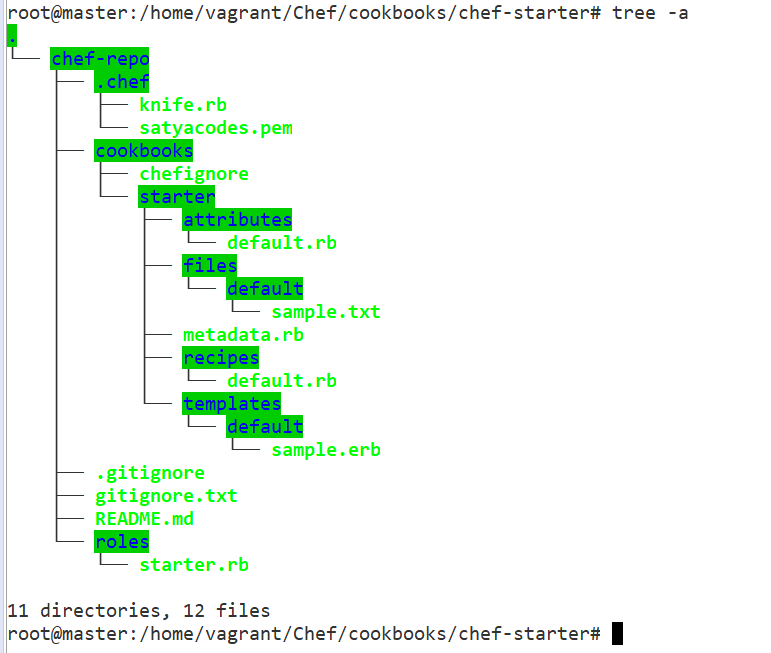 root@master:/home/vagrant/Chef/cookbooks/chef-starter# tree -a
.
└── chef-repo
    ├── .chef
    │   ├── knife.rb
    │   └── satyacodes.pem
    ├── cookbooks
    │   ├── chefignore
    │   └── starter
    │       ├── attributes
    │       │   └── default.rb
    │       ├── files
    │       │   └── default
    │       │       └── sample.txt
    │       ├── metadata.rb
    │       ├── recipes
    │       │   └── default.rb
    │       └── templates
    │           └── default
    │               └── sample.erb
    ├── .gitignore
    ├── gitignore.txt
    ├── README.md
    └── roles
        └── starter.rb

11 directories, 12 files
root@master:/home/vagrant/Chef/cookbooks/chef-starter#